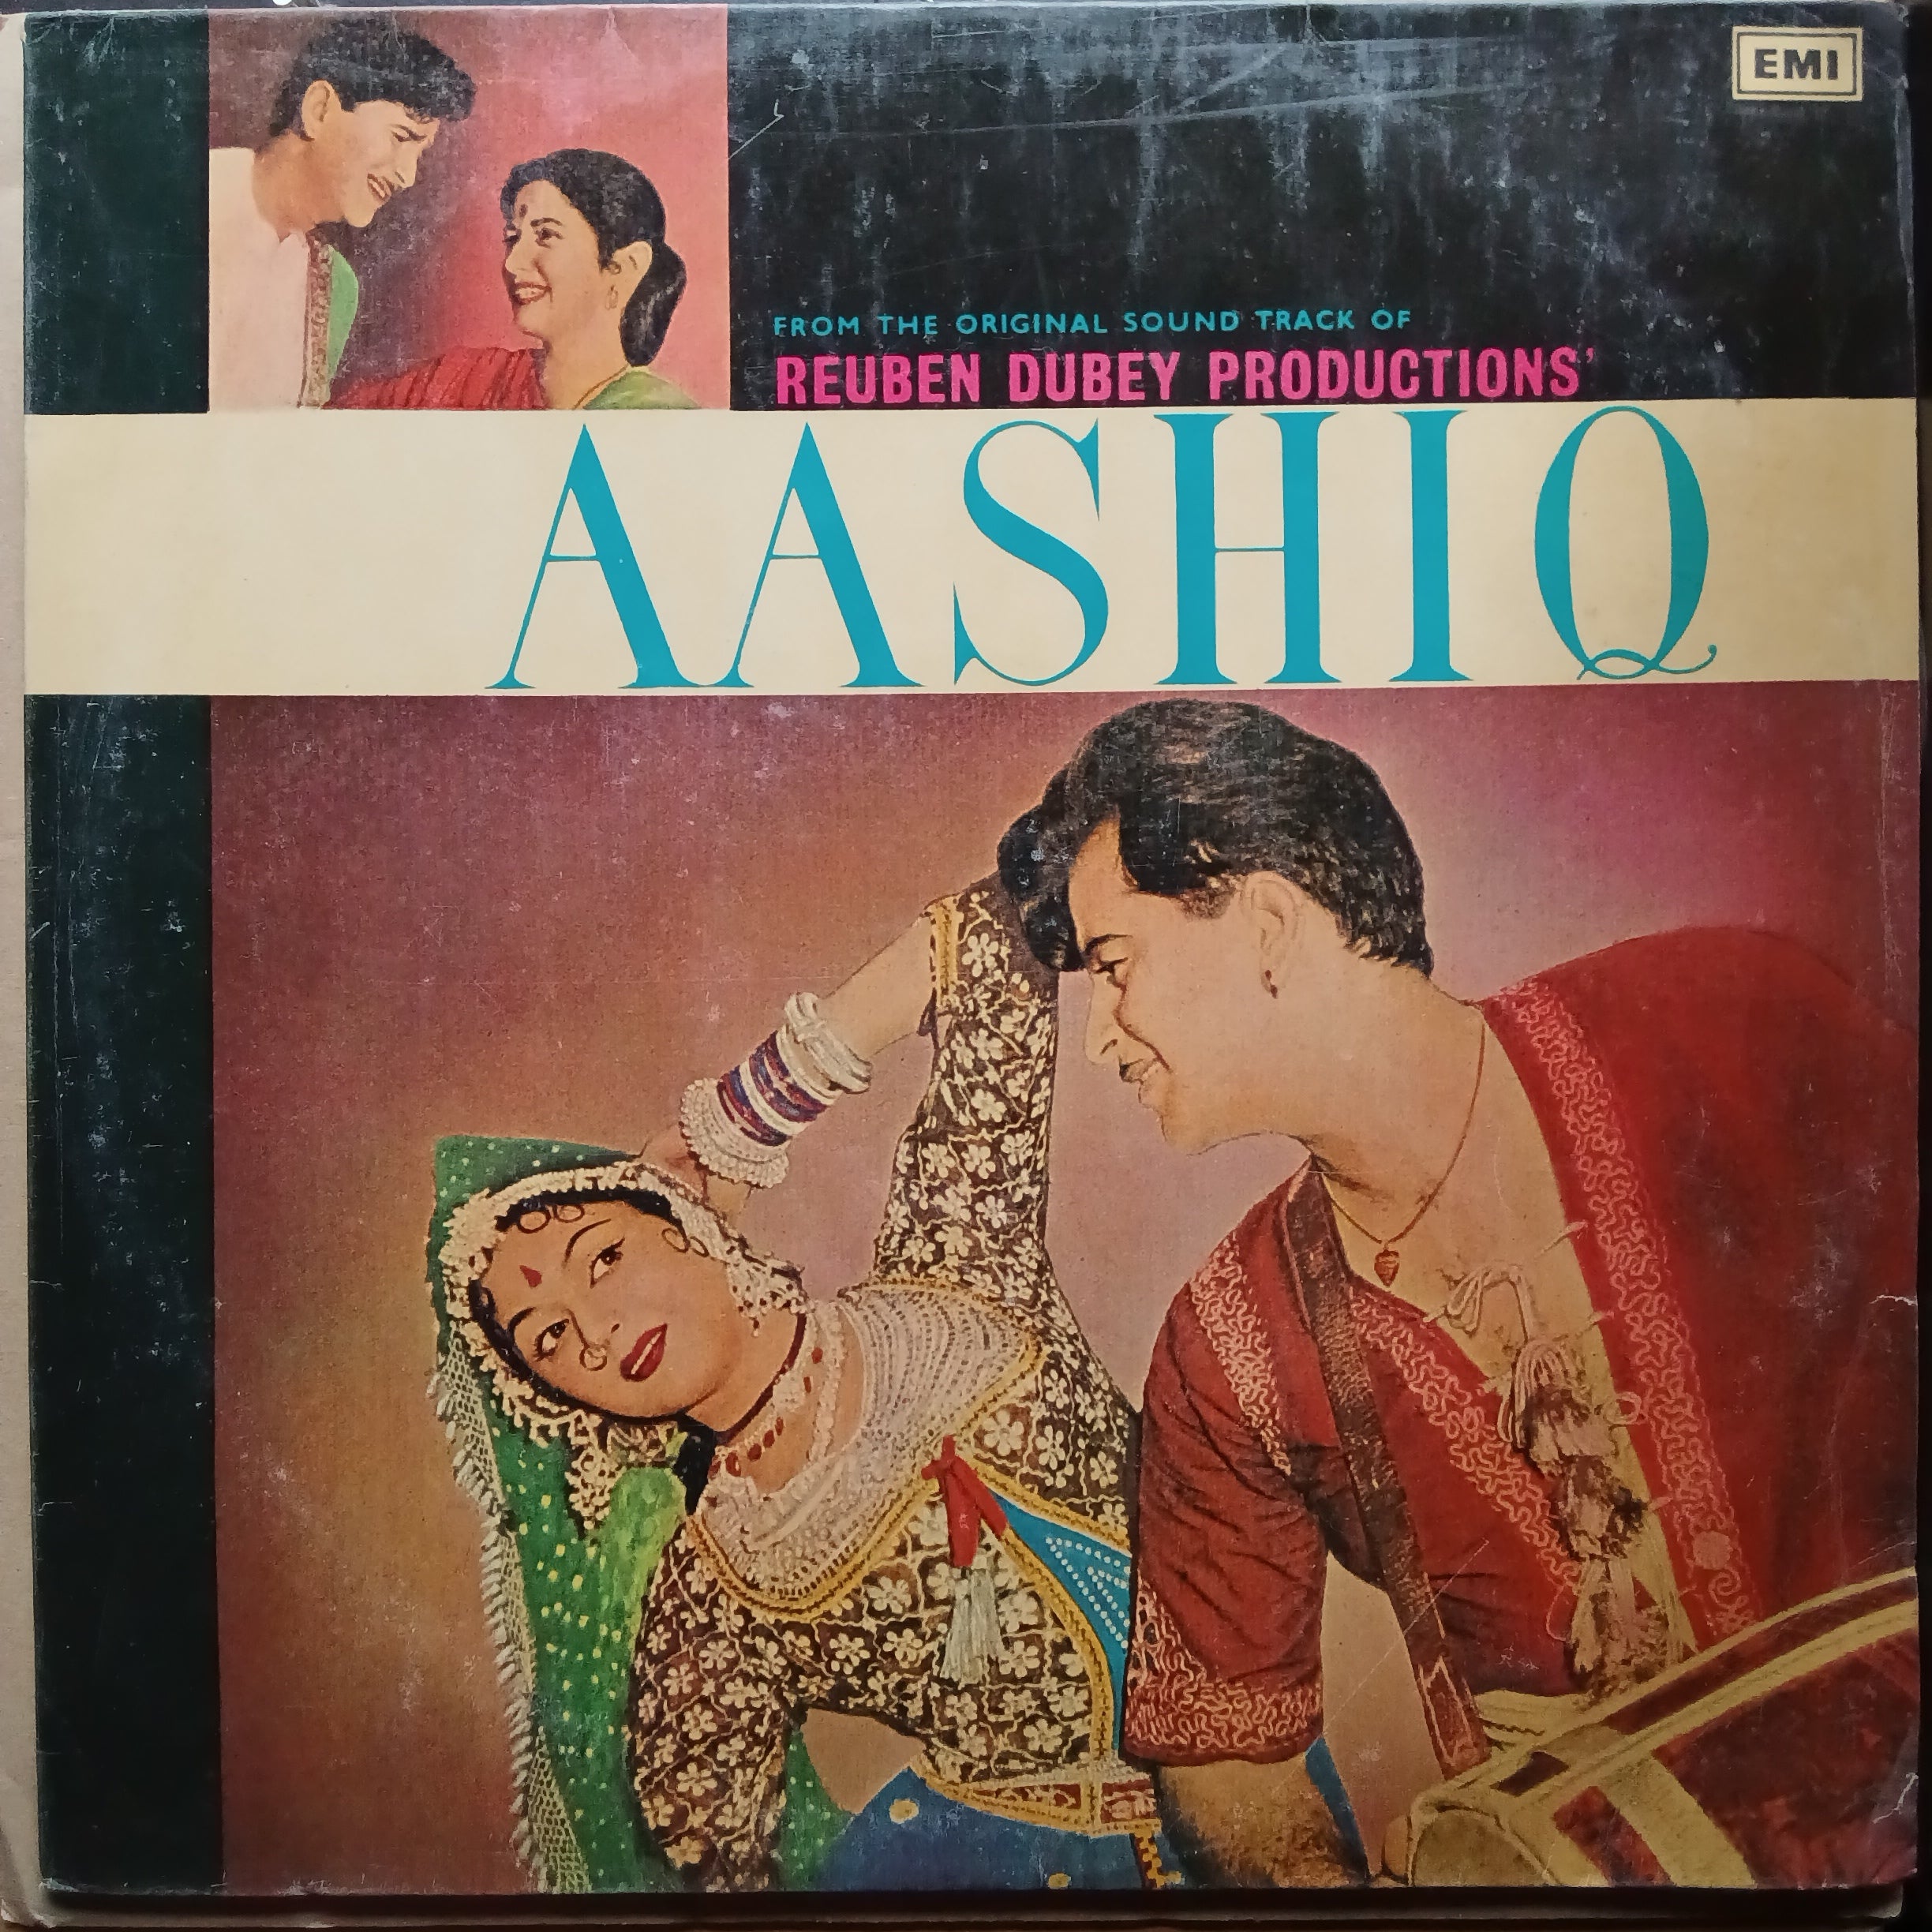 EMI
FROM THE ORIGINAL SOUND TRACK OF
REUBEN DUBEY PRODUCTIONS'
AASHIQ